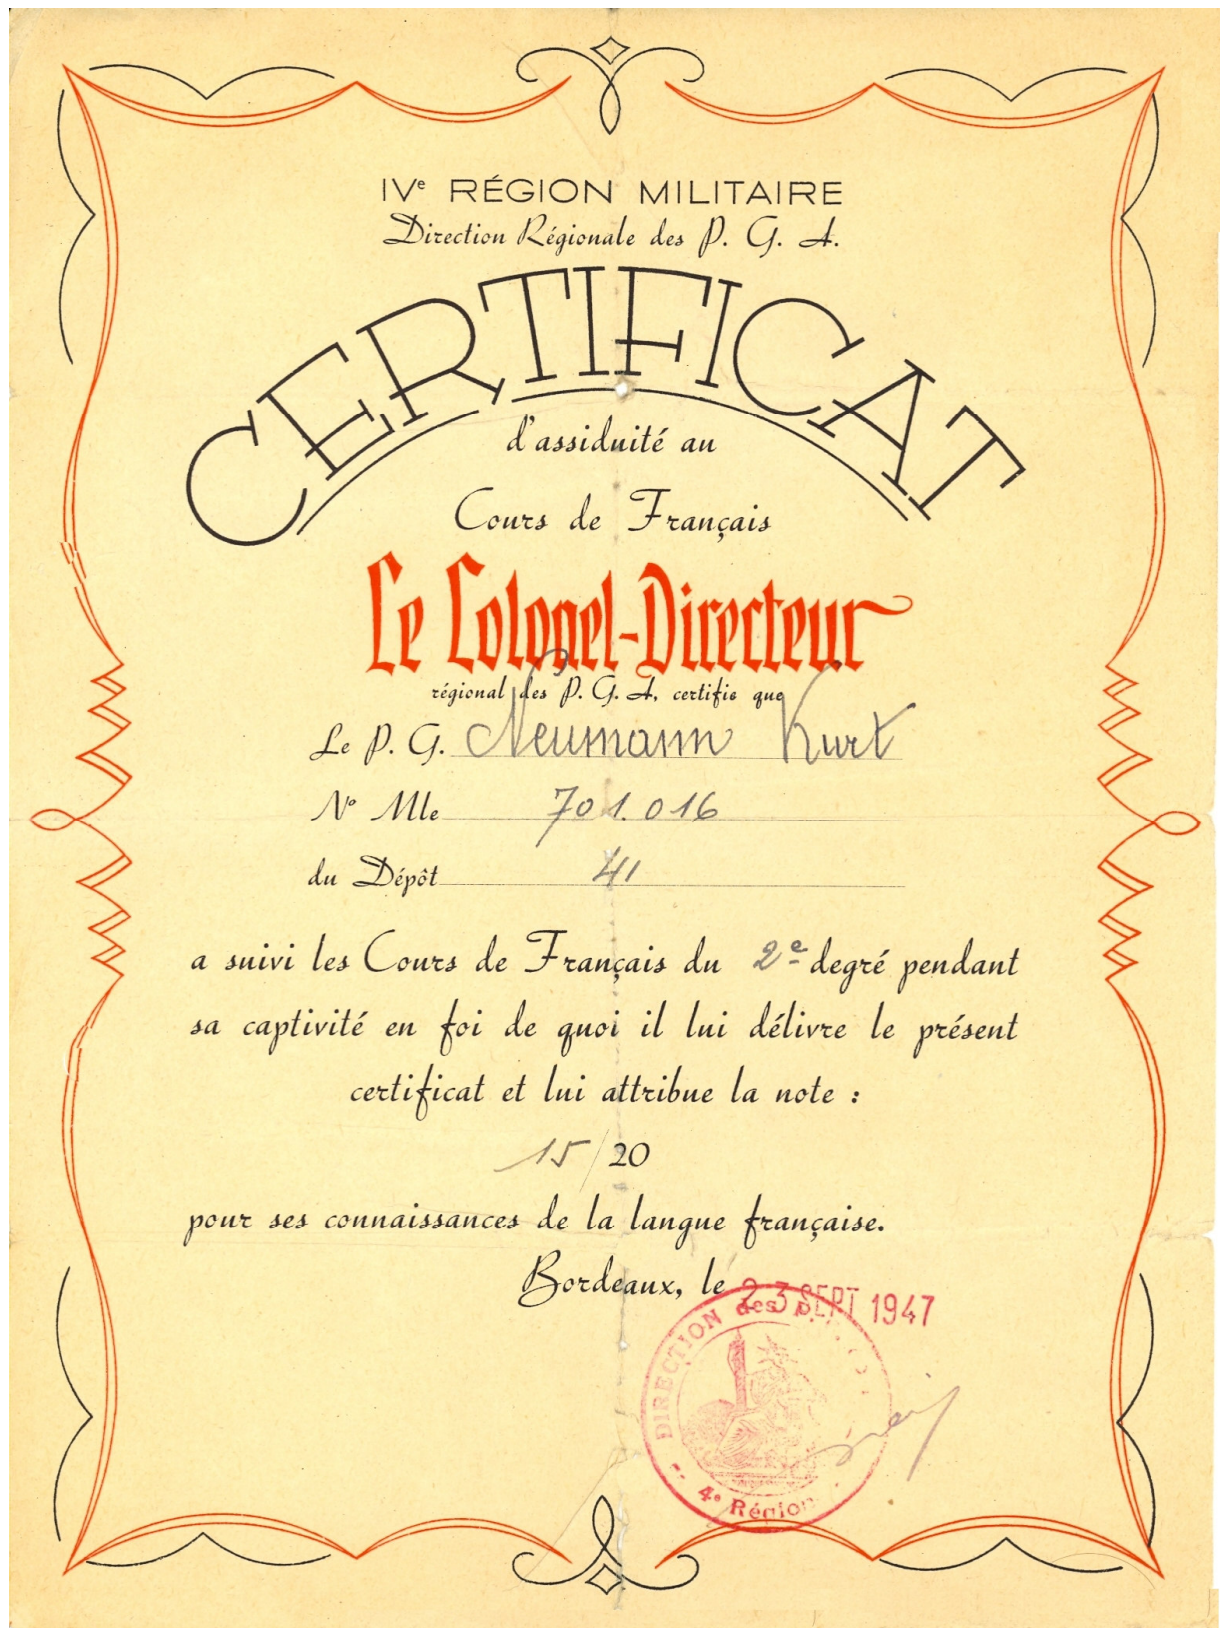 IVe RÉGION MILITAIRE
Direction Régionale des P. G. A.
CERTIFICAT
d'assiduité au
Cours de Français
Le Colonel-Directeur
régional des P. G. A. certifie que
Le P. G. Neumann Kurt
No Mle 701.016
du Dépôt 41
a suivi les Cours de Français du 2e degré pendant
sa captivité en foi de quoi il lui délivre le présent
certificat et lui attribue la note :
15/20
pour ses connaissances de la langue française.
Bordeaux, le 23 SEPT 1947
DIRECTION des P.
4e Région